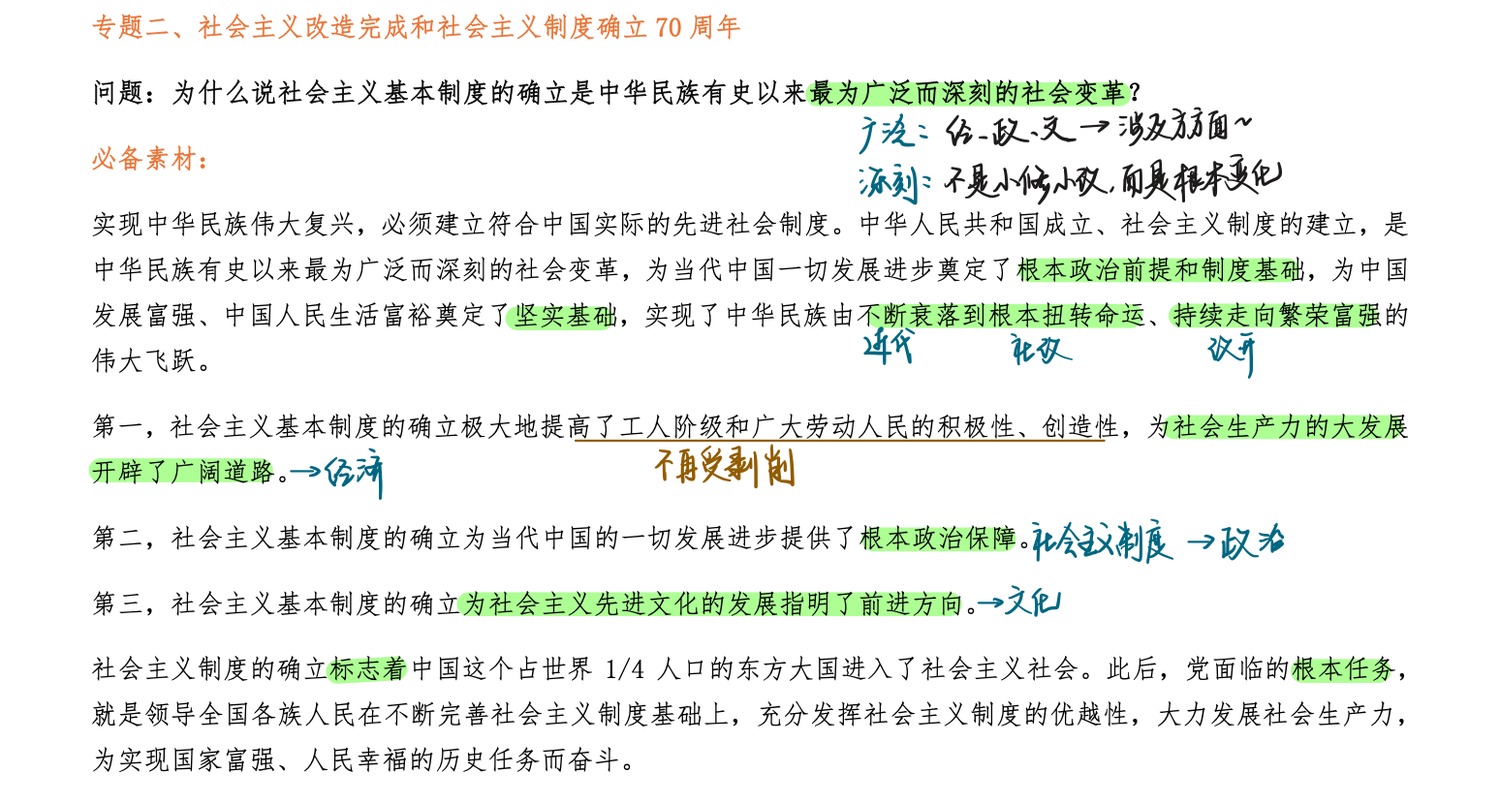 专题二、社会主义改造完成和社会主义制度确立 70 周年
问题：为什么说社会主义基本制度的确立是中华民族有史以来最为广泛而深刻的社会变革？
广泛：经、政、文→涉及方方面面~
必备素材：
深刻：不是小修小改，而是根本变化
实现中华民族伟大复兴，必须建立符合中国实际的先进社会制度。中华人民共和国成立、社会主义制度的建立，是
中华民族有史以来最为广泛而深刻的社会变革，为当代中国一切发展进步奠定了根本政治前提和制度基础，为中国
发展富强、中国人民生活富裕奠定了坚实基础，实现了中华民族由不断衰落到根本扭转命运、持续走向繁荣富强的
近代 社改 改开
伟大飞跃。
第一，社会主义基本制度的确立极大地提高了工人阶级和广大劳动人民的积极性、创造性，为社会生产力的大发展
开辟了广阔道路。→经济 不再受剥削
第二，社会主义基本制度的确立为当代中国的一切发展进步提供了根本政治保障。社会主义制度 →政治
第三，社会主义基本制度的确立为社会主义先进文化的发展指明了前进方向。→文化
社会主义制度的确立标志着中国这个占世界 1/4 人口的东方大国进入了社会主义社会。此后，党面临的根本任务，
就是领导全国各族人民在不断完善社会主义制度基础上，充分发挥社会主义制度的优越性，大力发展社会生产力，
为实现国家富强、人民幸福的历史任务而奋斗。